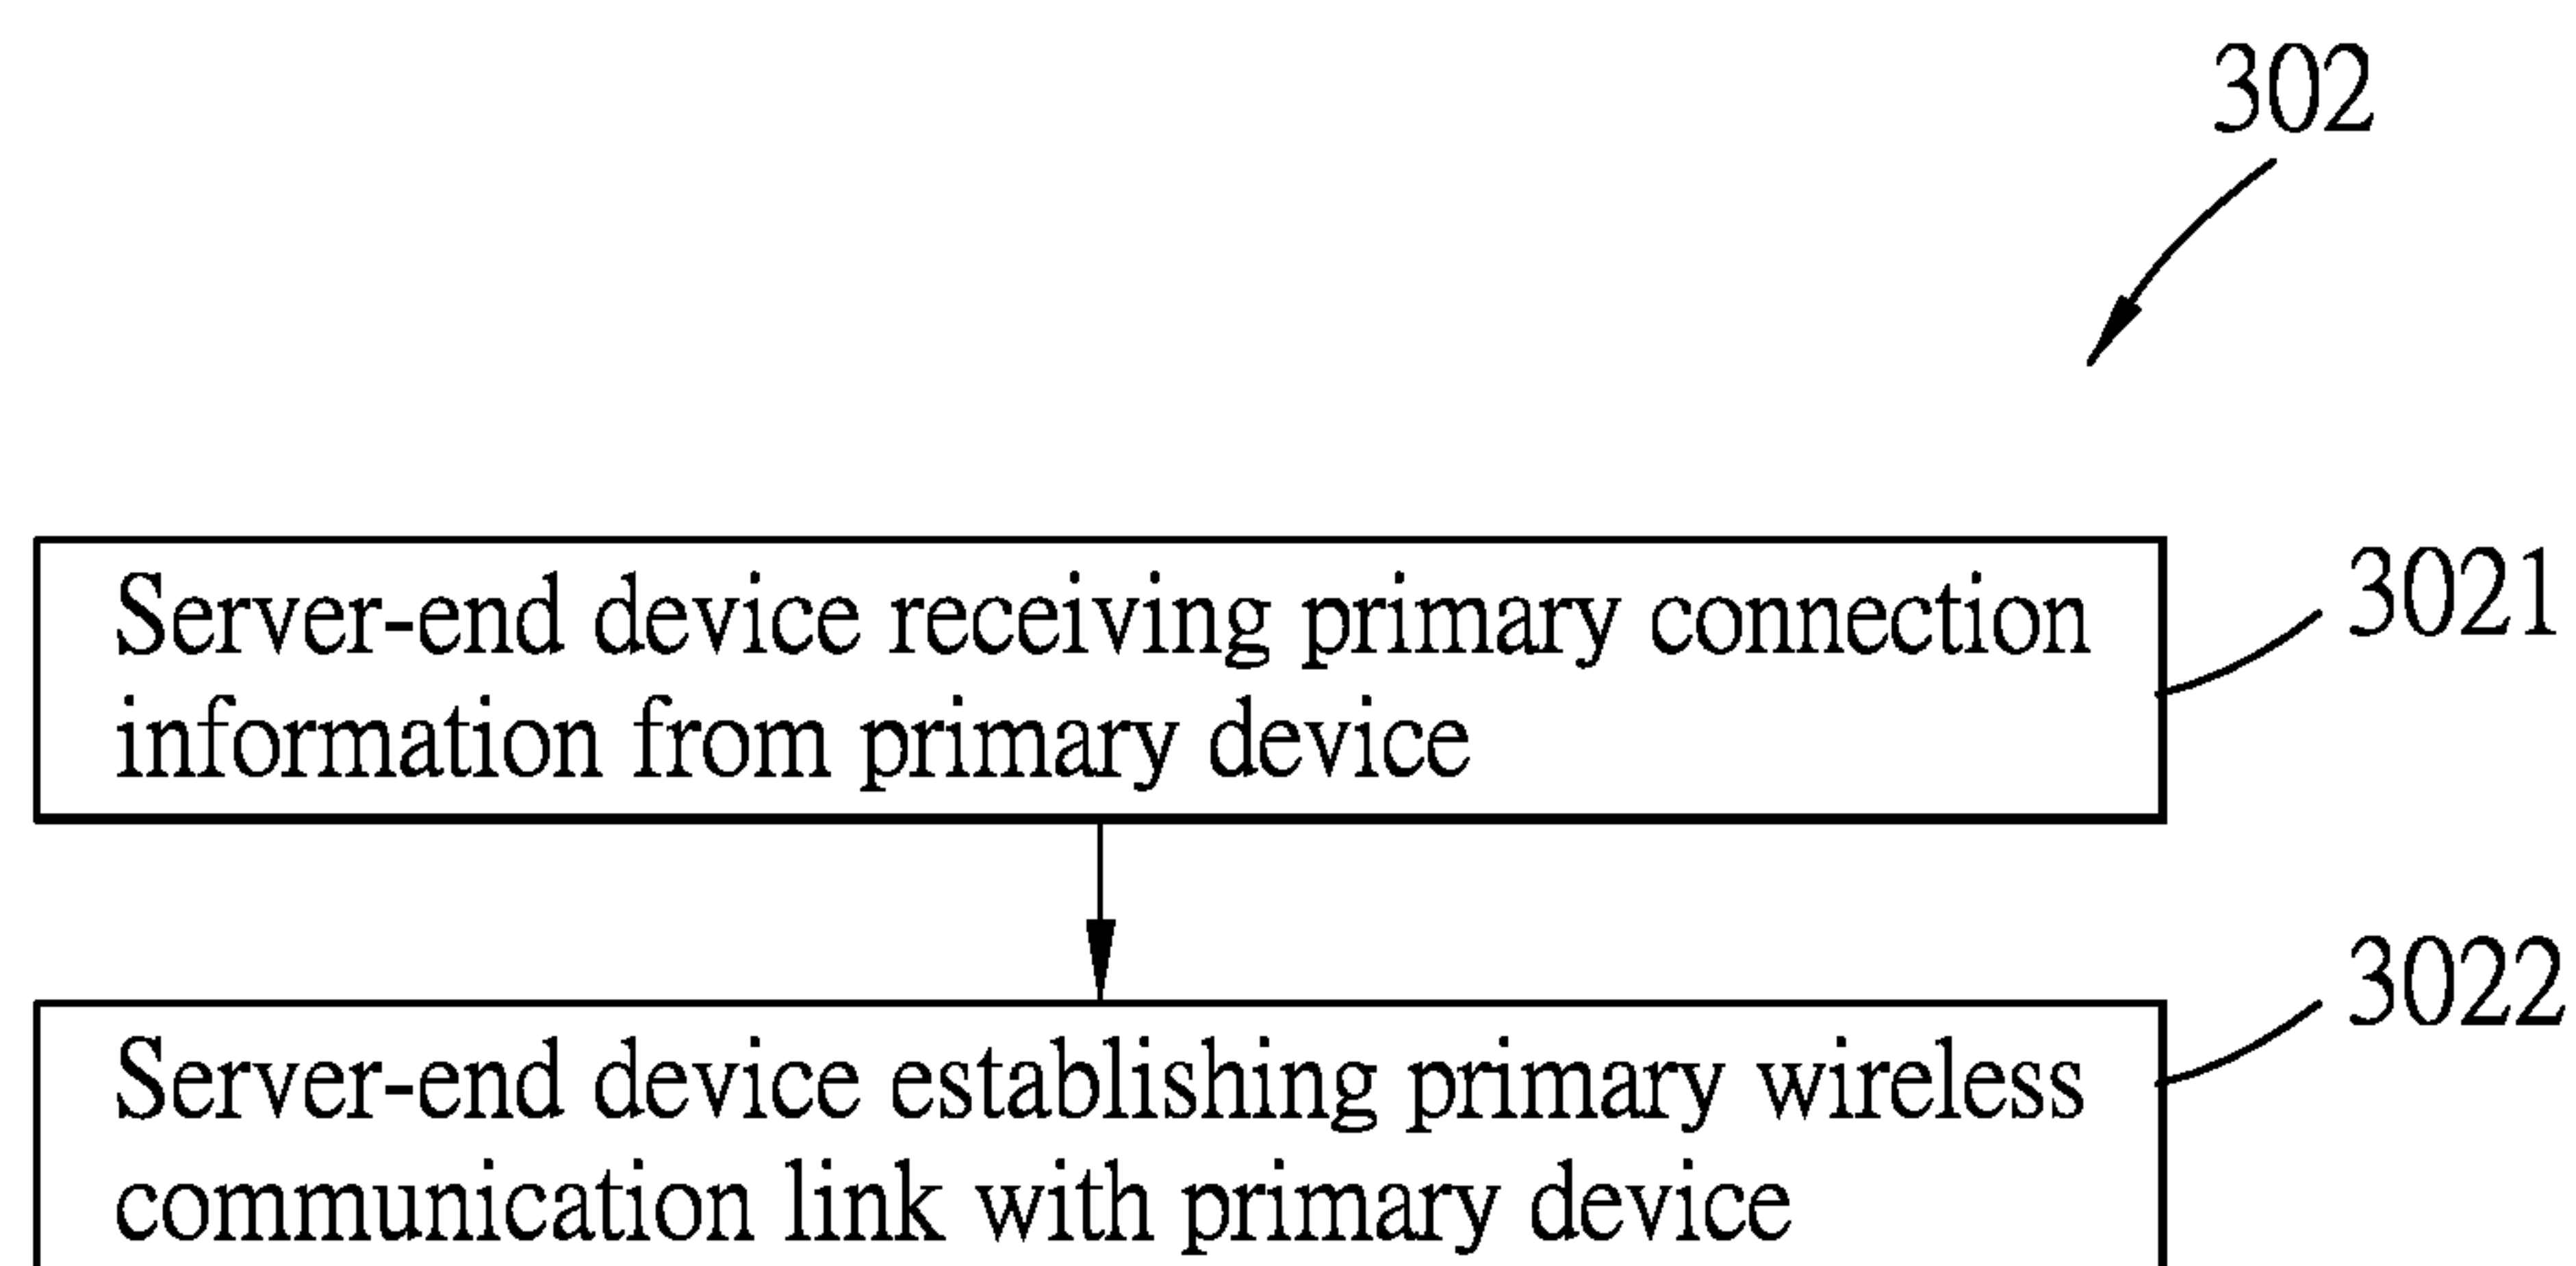 302
Server-end device receiving primary connection
information from primary device
3021
Server-end device establishing primary wireless
communication link with primary device
3022